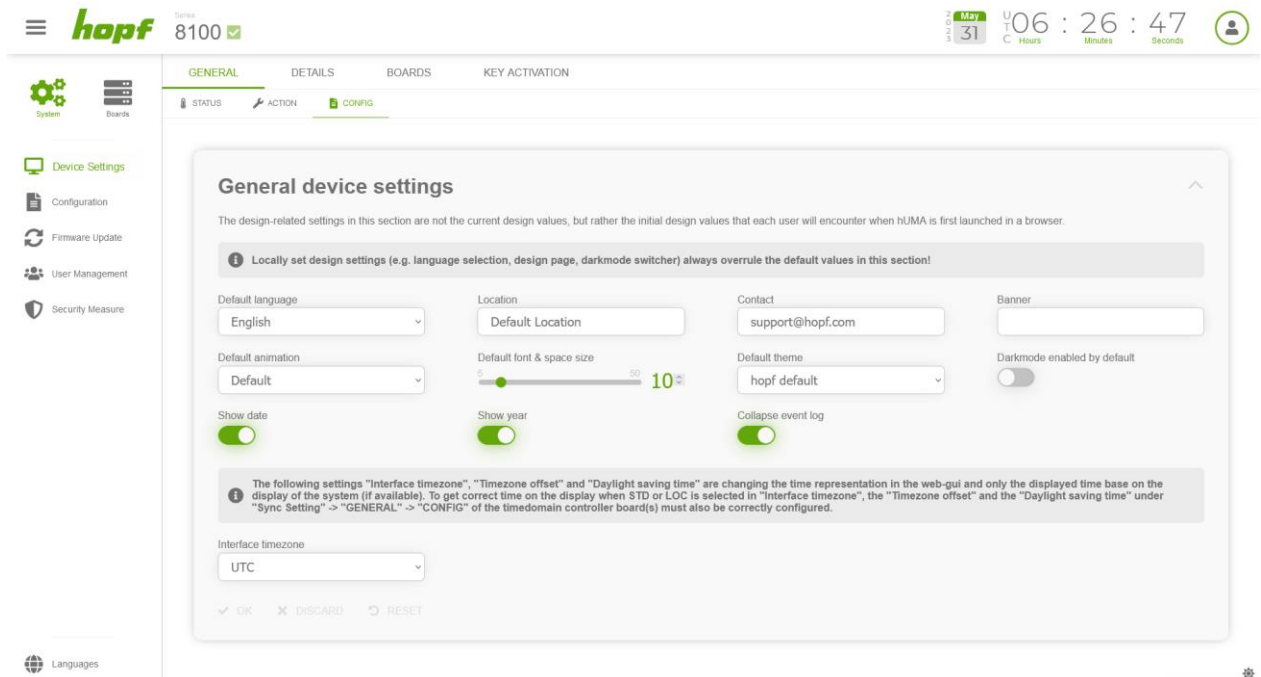 hopf
Series
8100
2023
May
31
UTC
06 : 26 : 47
Hours Minutes Seconds
System Boards
Device Settings
Configuration
Firmware Update
User Management
Security Measure
Languages
GENERAL DETAILS BOARDS KEY ACTIVATION
STATUS ACTION CONFIG
General device settings
The design-related settings in this section are not the current design values, but rather the initial design values that each user will encounter when hUMA is first launched in a browser.
Locally set design settings (e.g. language selection, design page, darkmode switcher) always overrule the default values in this section!
Default language Location Contact Banner
English Default Location support@hopf.com
Default animation Default font & space size Default theme Darkmode enabled by default
Default 5 50 10 hopf default
Show date Show year Collapse event log
The following settings "Interface timezone", "Timezone offset" and "Daylight saving time" are changing the time representation in the web-gui and only the displayed time base on the
display of the system (if available). To get correct time on the display when STD or LOC is selected in "Interface timezone", the "Timezone offset" and the "Daylight saving time" under
"Sync Setting" -> "GENERAL" -> "CONFIG" of the timedomain controller board(s) must also be correctly configured.
Interface timezone
UTC
OK DISCARD RESET